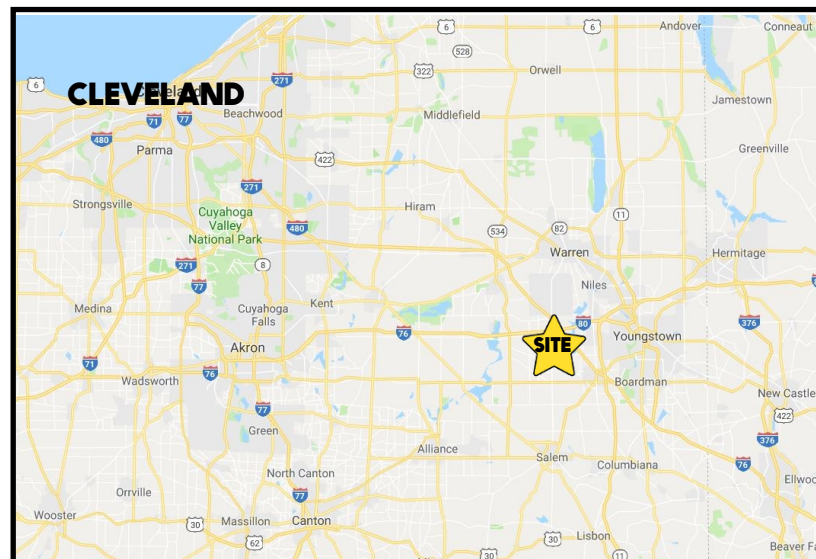 6
6
Andover
Conneaut
528
6
271
322
Orwell
CLEVELAND
Jamestown
Beachwood
Middlefield
71
77
480
Parma
422
Greenville
271
Strongsville
Cuyahoga
Valley
National Park
Hiram
11
480
534
82
Warren
Hermitage
271
8
77
Niles
Medina
Cuyahoga
Falls
Kent
80
376
76
SITE
Youngstown
Akron
71
76
Wadsworth
Boardman
New Castle
77
422
Green
376
Alliance
Salem
Columbiana
76
North Canton
77
Orrville
Wooster
30
Massillon
Canton
30
62
Lisbon
30
11